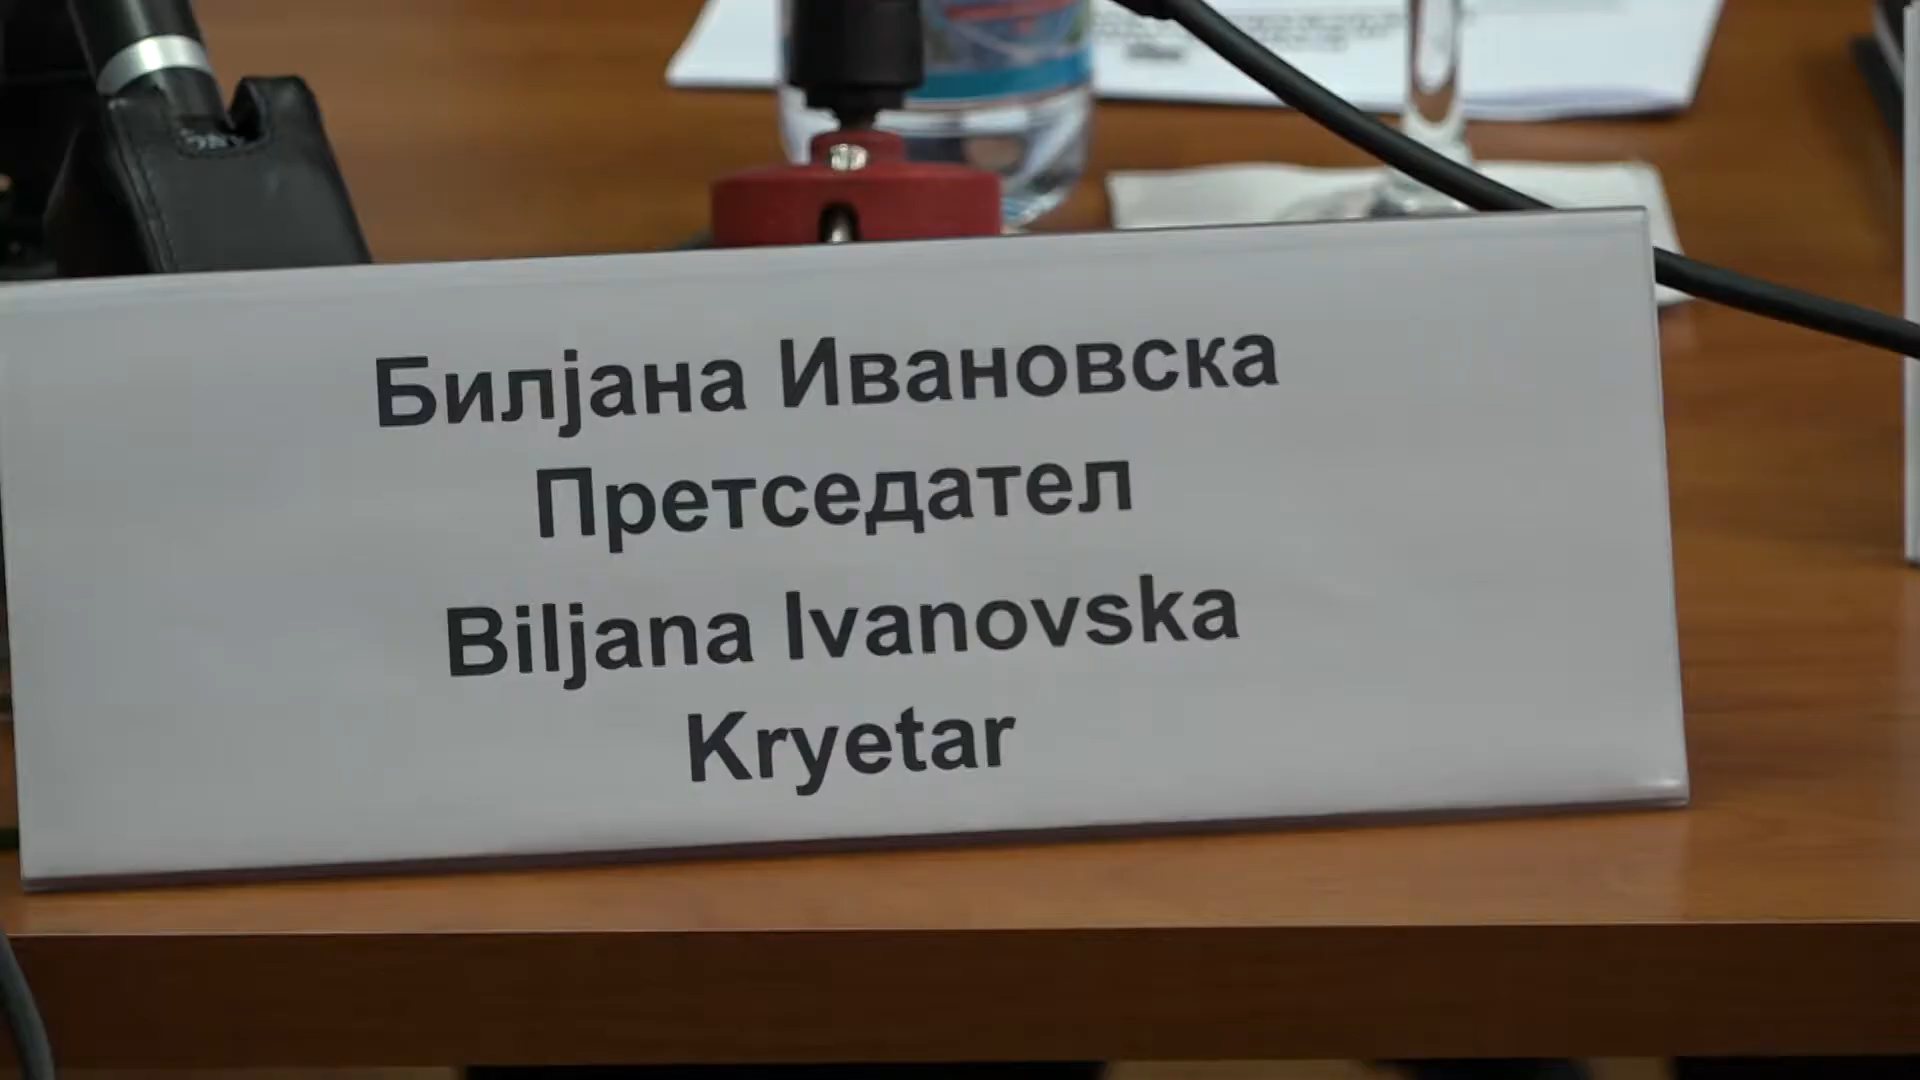 Билјана Ивановска
Претседател
Biljana Ivanovska
Kryetar